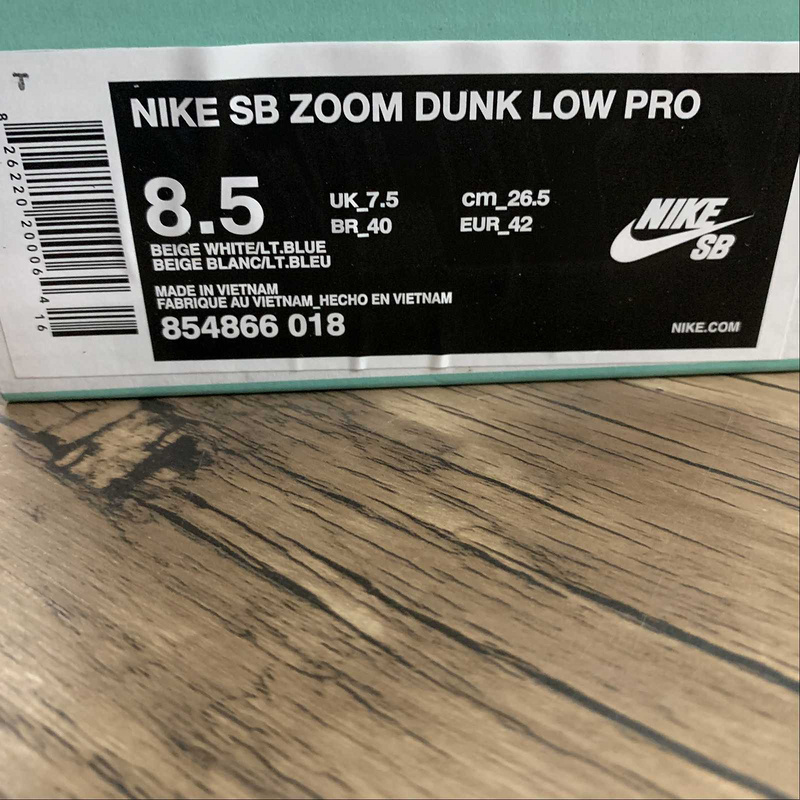 NIKE SB ZOOM DUNK LOW PRO
8.5
UK_7.5 cm_26.5
BR_40 EUR_42
BEIGE WHITE/LT.BLUE
BEIGE BLANC/LT.BLEU
MADE IN VIETNAM
FABRIQUE AU VIETNAM_HECHO EN VIETNAM
854866 018
NIKE
SB
NIKE.COM
T